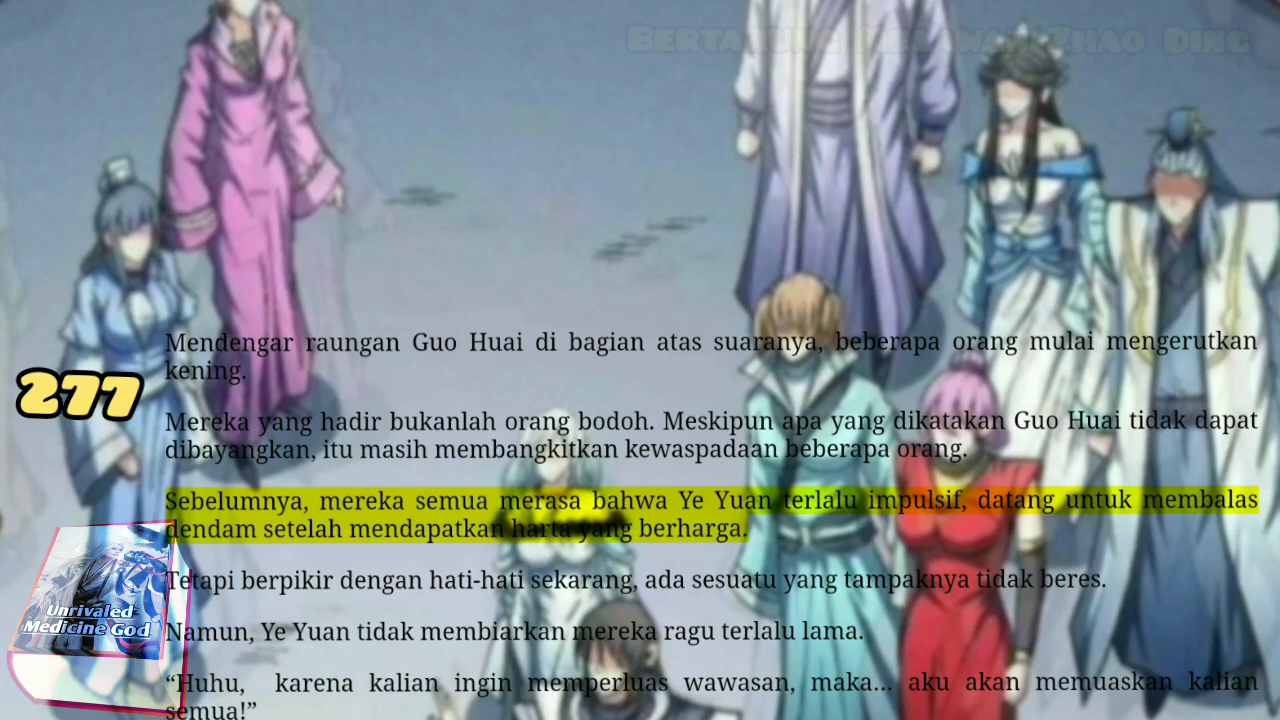 Mendengar raungan Guo Huai di bagian atas suaranya, beberapa orang mulai mengerutkan
kening.
277
Mereka yang hadir bukanlah orang bodoh. Meskipun apa yang dikatakan Guo Huai tidak dapat
dibayangkan, itu masih membangkitkan kewaspadaan beberapa orang.
Sebelumnya, mereka semua merasa bahwa Ye Yuan terlalu impulsif, datang untuk membalas
dendam setelah mendapatkan harta yang berharga.
Tetapi berpikir dengan hati-hati sekarang, ada sesuatu yang tampaknya tidak beres.
Unrivaled
Medicine God
Namun, Ye Yuan tidak membiarkan mereka ragu terlalu lama.
“Huhu, karena kalian ingin memperluas wawasan, maka... aku akan memuaskan kalian
semua!”